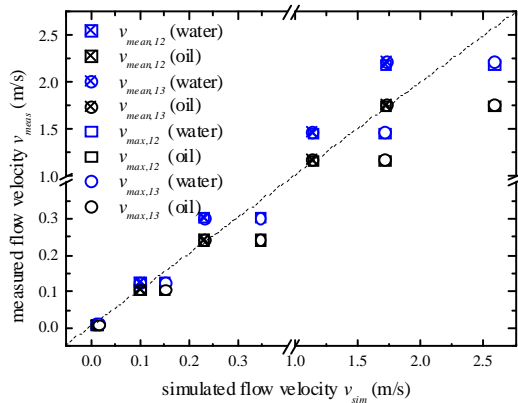 2.5
2.0
1.5
1.0
0.3
0.2
0.1
0.0
measured flow velocity v_meas (m/s)
v_mean,12 (water)
v_mean,12 (oil)
v_mean,13 (water)
v_mean,13 (oil)
v_max,12 (water)
v_max,12 (oil)
v_max,13 (water)
v_max,13 (oil)
0.0 0.1 0.2 0.3 1.0 1.5 2.0 2.5
simulated flow velocity v_sim (m/s)